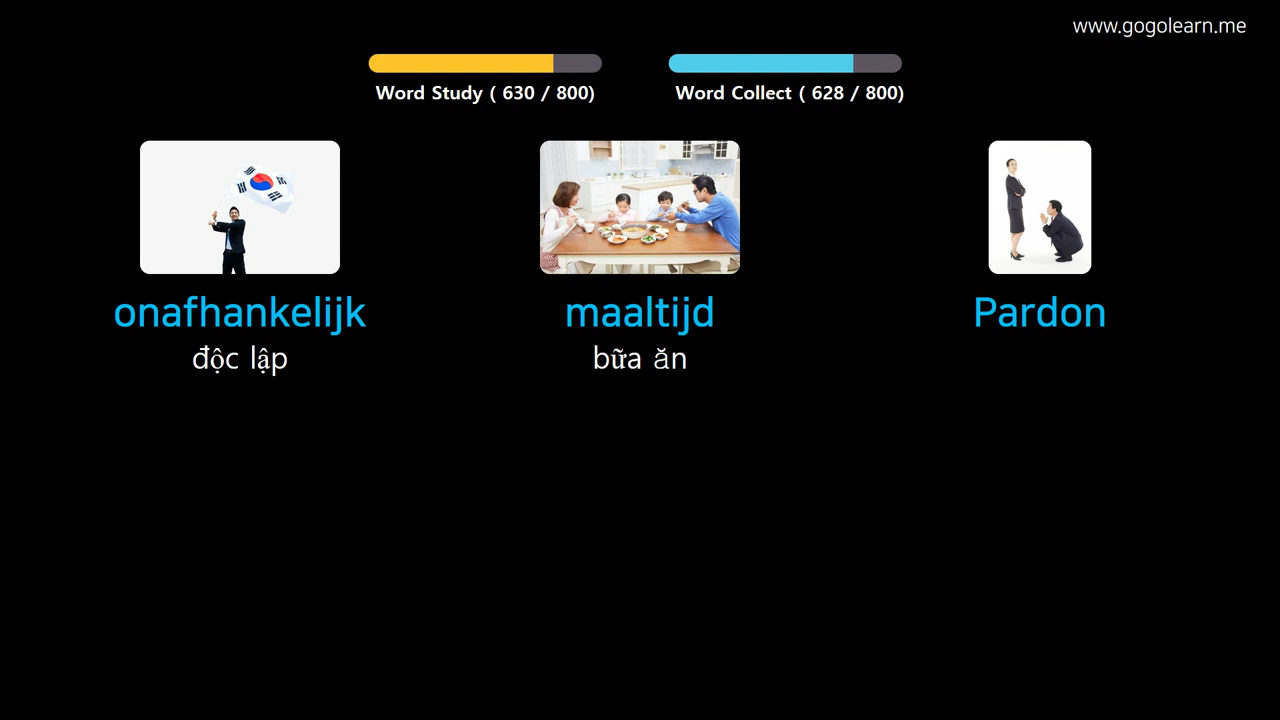 www.gogolearn.me
Word Study ( 630 / 800)
Word Collect ( 628 / 800)
onafhankelijk
maaltijd
Pardon
độc lập
bữa ăn